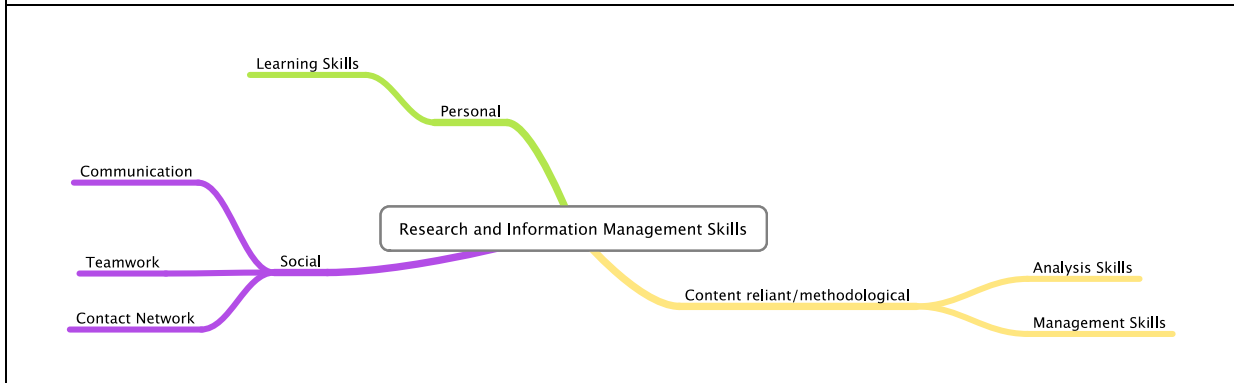 Learning Skills
Personal
Communication
Research and Information Management Skills
Teamwork
Social
Contact Network
Content reliant/methodological
Analysis Skills
Management Skills